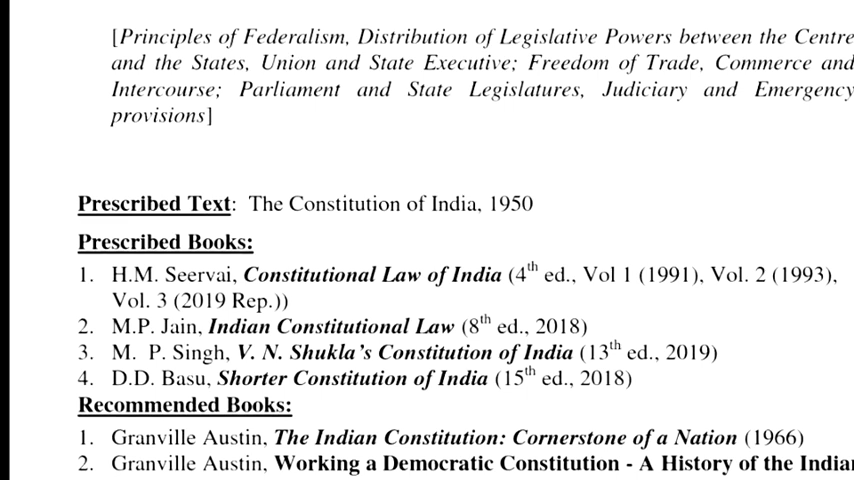 [Principles of Federalism, Distribution of Legislative Powers between the Centre
and the States, Union and State Executive; Freedom of Trade, Commerce and
Intercourse; Parliament and State Legislatures, Judiciary and Emergency
provisions]
Prescribed Text: The Constitution of India, 1950
Prescribed Books:
1. H.M. Seervai, Constitutional Law of India (4th ed., Vol 1 (1991), Vol. 2 (1993),
Vol. 3 (2019 Rep.))
2. M.P. Jain, Indian Constitutional Law (8th ed., 2018)
3. M. P. Singh, V. N. Shukla's Constitution of India (13th ed., 2019)
4. D.D. Basu, Shorter Constitution of India (15th ed., 2018)
Recommended Books:
1. Granville Austin, The Indian Constitution: Cornerstone of a Nation (1966)
2. Granville Austin, Working a Democratic Constitution - A History of the Indian